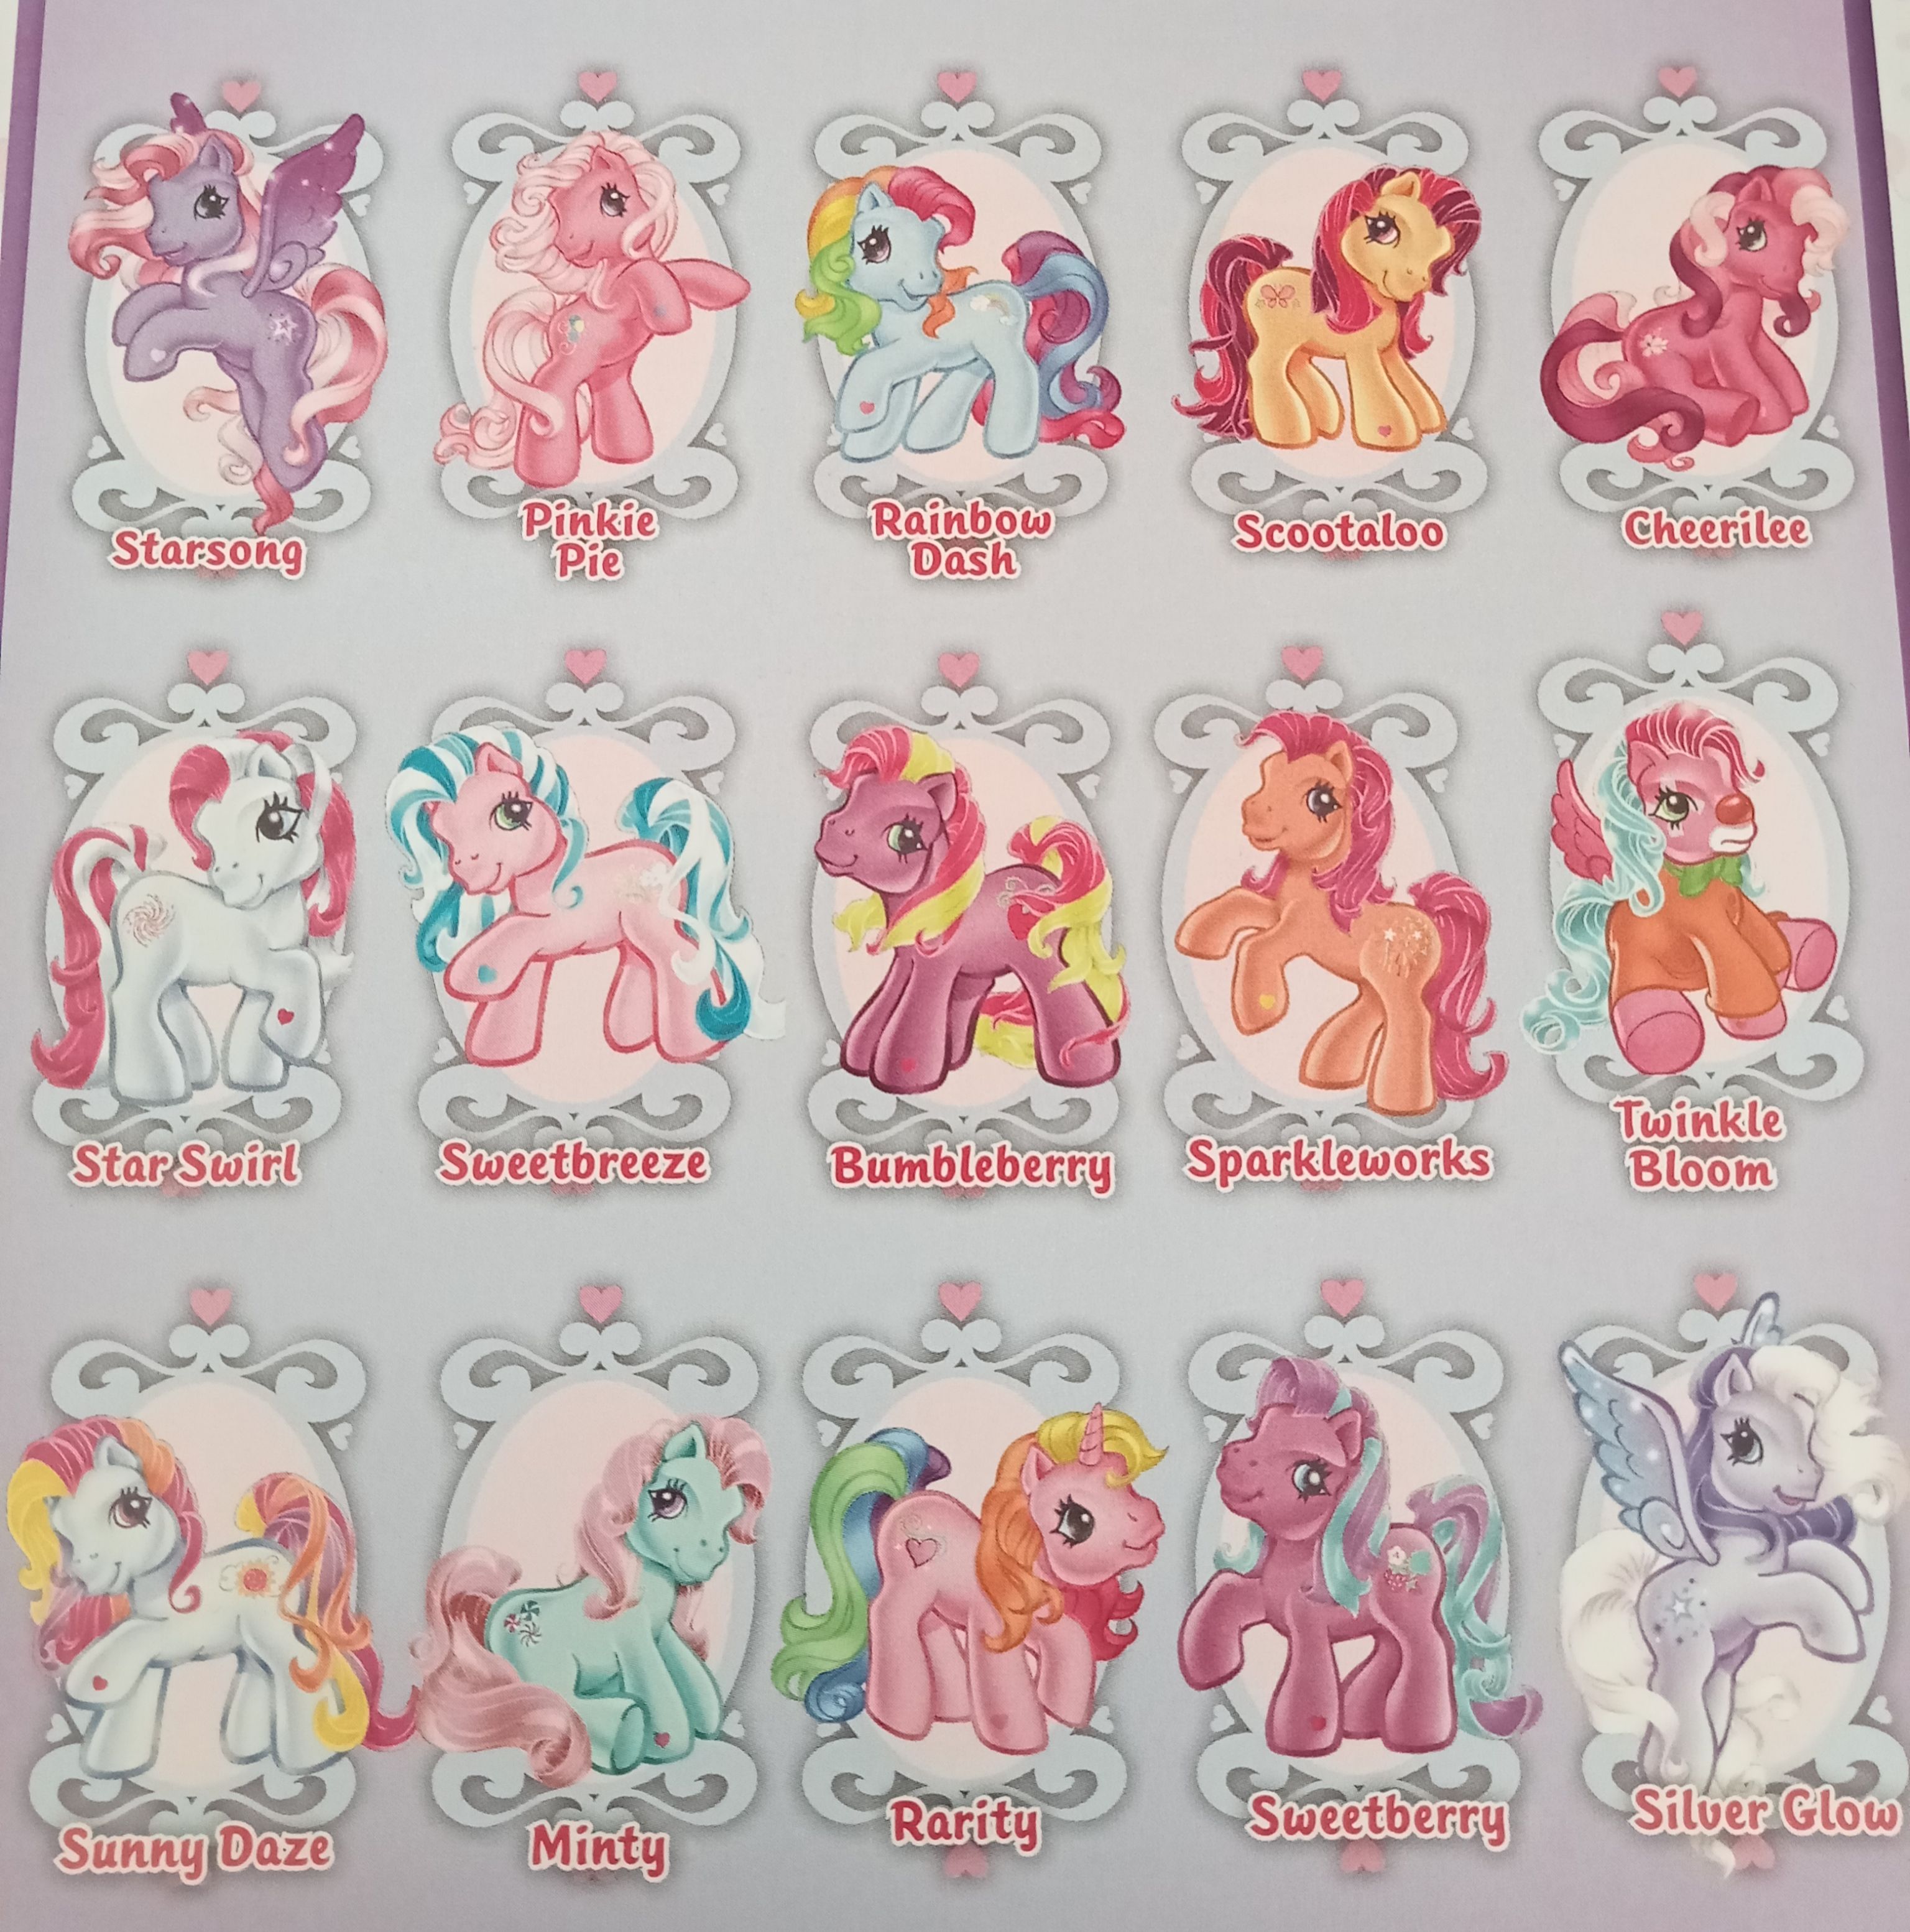 Starsong
Pinkie
Pie
Rainbow
Dash
Scootaloo
Cheerilee
Star Swirl
Sweetbreeze
Bumbleberry
Sparkleworks
Twinkle
Bloom
Sunny Daze
Minty
Rarity
Sweetberry
Silver Glow